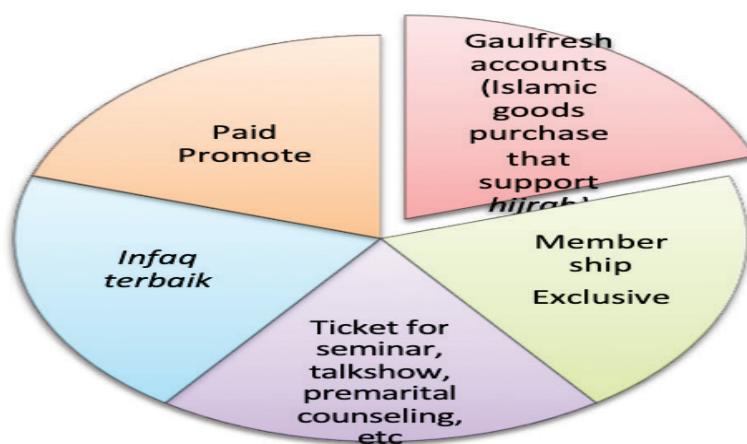 Gaulfresh
accounts
(Islamic
goods
purchase
that
support
hijrah)
Member
ship
Exclusive
Ticket for
seminar,
talkshow,
premarital
counseling,
etc
Infaq
terbaik
Paid
Promote